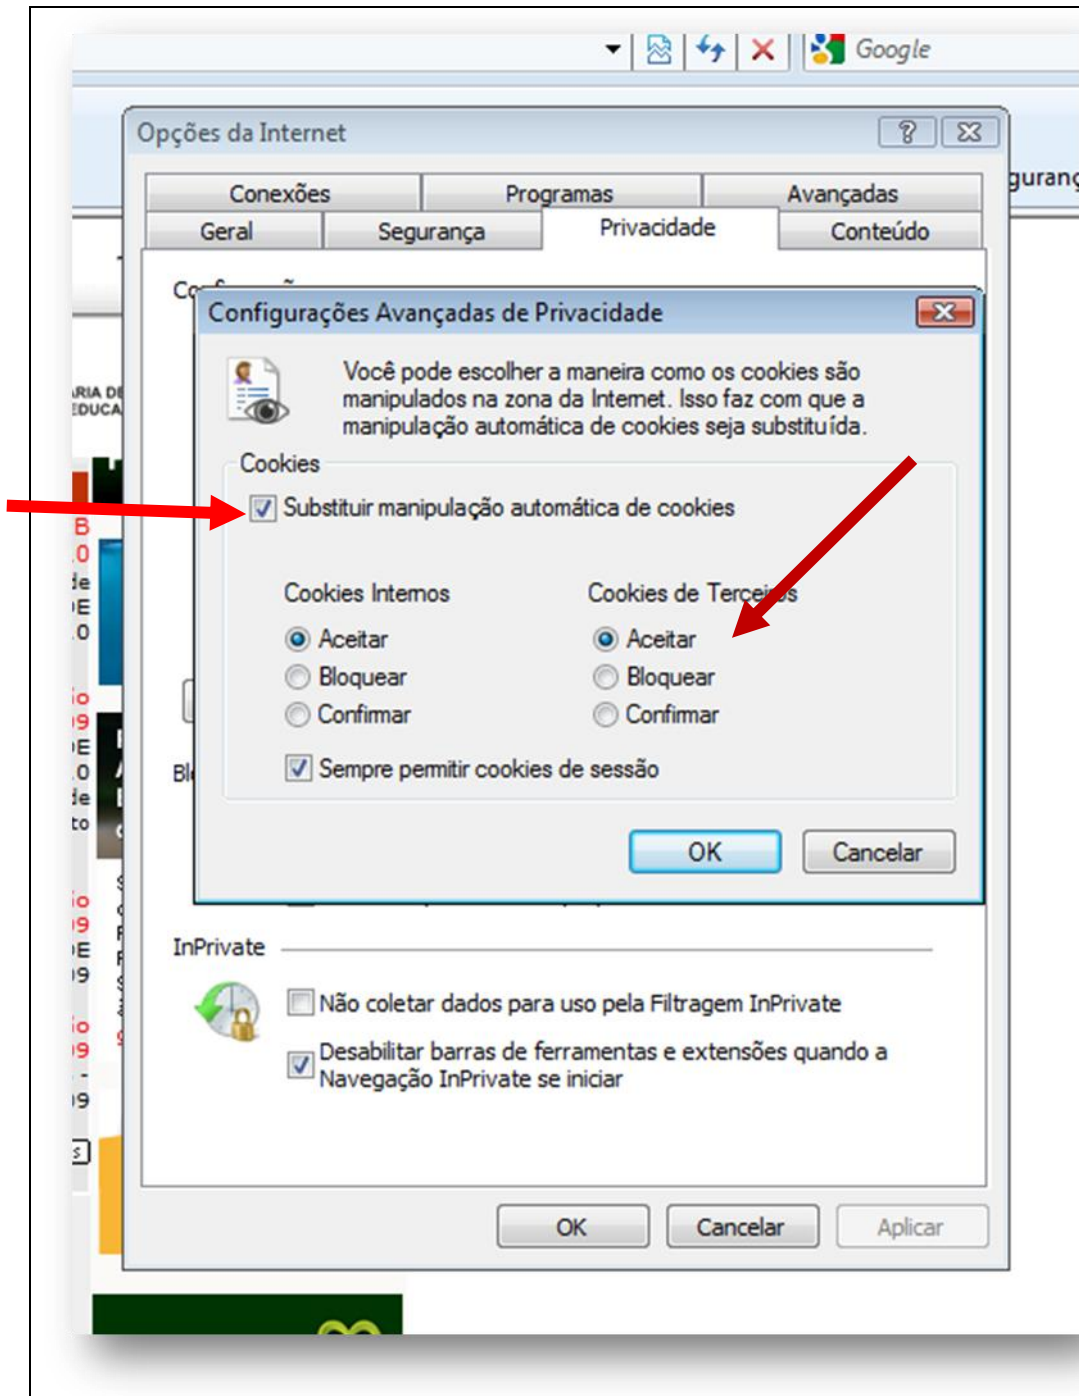 Google
Opções da Internet
Conexões Programas Avançadas
Geral Segurança Privacidade Conteúdo
Configurações Avançadas de Privacidade
Você pode escolher a maneira como os cookies são
manipulados na zona da Internet. Isso faz com que a
manipulação automática de cookies seja substituída.
Cookies
Substituir manipulação automática de cookies
Cookies Internos Cookies de Terceiros
Aceitar Aceitar
Bloquear Bloquear
Confirmar Confirmar
Sempre permitir cookies de sessão
OK Cancelar
InPrivate
Não coletar dados para uso pela Filtragem InPrivate
Desabilitar barras de ferramentas e extensões quando a
Navegação InPrivate se iniciar
OK Cancelar Aplicar